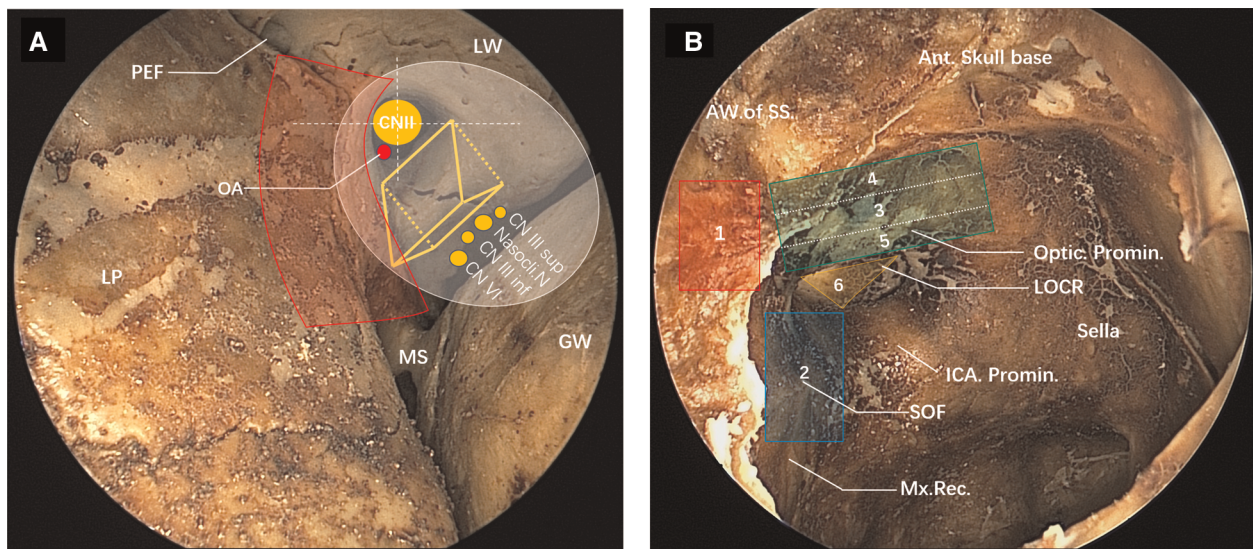 A
PEF
LW
CNII
OA
CN III sup
Nasocil.N
CN III inf
CN VI
LP
MS
GW
B
Ant. Skull base
AW.of SS.
4
3
1
5
Optic. Promin.
6
LOCR
Sella
2
ICA. Promin.
SOF
Mx.Rec.